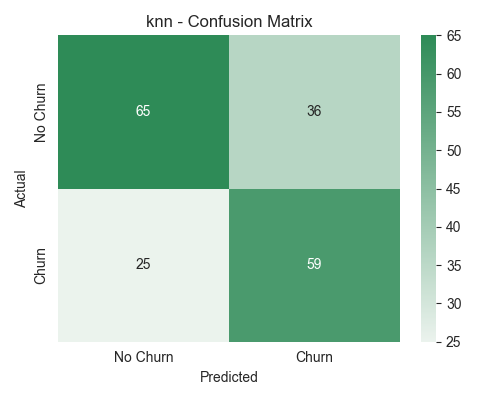 knn - Confusion Matrix
No Churn
Churn
Actual
65
36
25
59
No Churn
Churn
Predicted
65
60
55
50
45
40
35
30
25